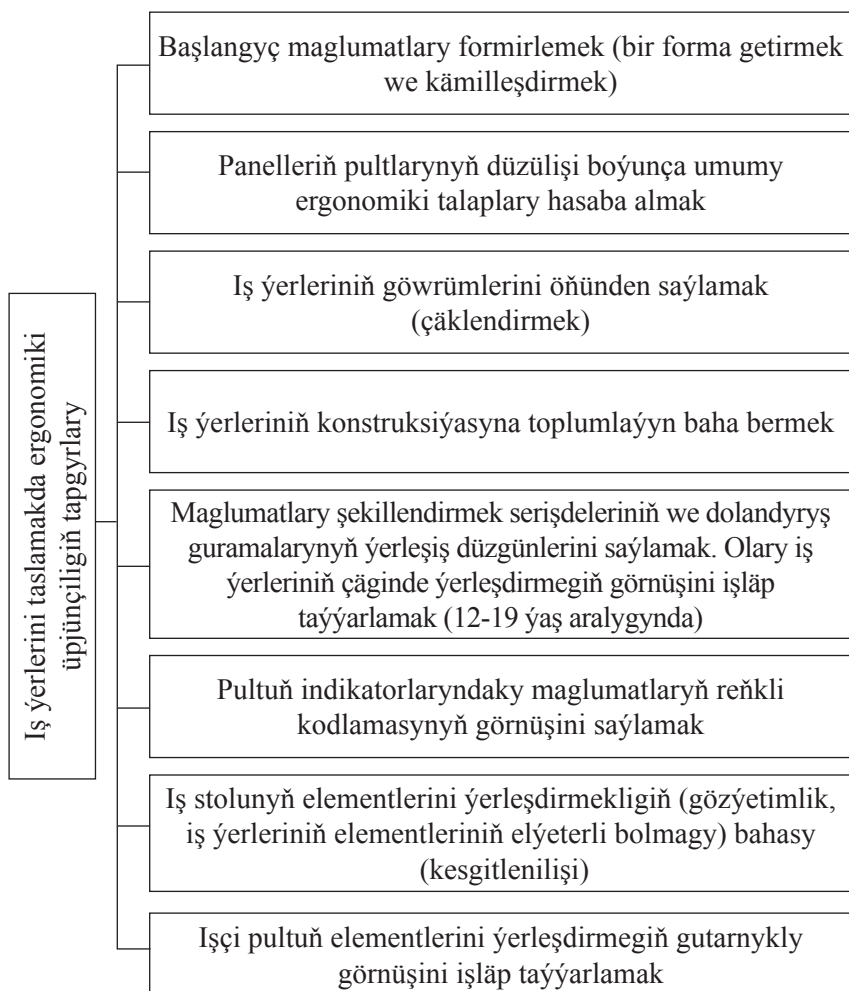 Iş ýerlerini taslamakda ergonomiki
üpjünçiligiň tapgyrlary
Başlangyç maglumatlary formirlemek (bir forma getirmek
we kämilleşdirmek)
Panelleriň pultlarynyň düzülişi boýunça umumy
ergonomiki talaplary hasaba almak
Iş ýerleriniň göwrümlerini öňünden saýlamak
(çäklendirmek)
Iş ýerleriniň konstruksiýasyna toplumlaýyn baha bermek
Maglumatlary şekillendirmek serişdeleriniň we dolandyryş
guramalarynyň ýerleşiş düzgünlerini saýlamak. Olary iş
ýerleriniň çäginde ýerleşdirmegiň görnüşini işläp
taýýarlamak (12-19 ýaş aralygynda)
Pultuň indikatorlaryndaky maglumatlaryň reňkli
kodlamasynyň görnüşini saýlamak
Iş stolunyň elementlerini ýerleşdirmekligiň (gözýetimlik,
iş ýerleriniň elementleriniň elýeterli bolmagy) bahasy
(kesgitlenilişi)
Işçi pultuň elementlerini ýerleşdirmegiň gutarnykly
görnüşini işläp taýýarlamak